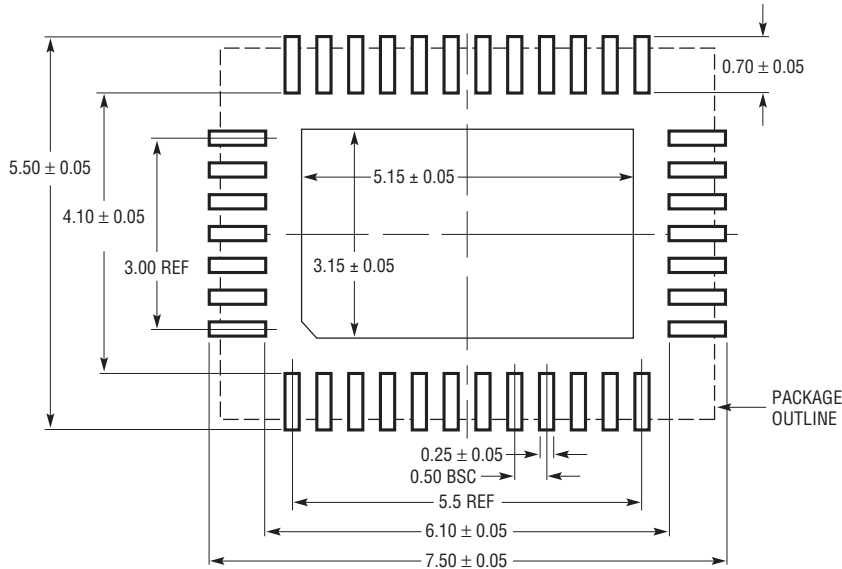 0.70 ± 0.05
5.50 ± 0.05
5.15 ± 0.05
4.10 ± 0.05
3.00 REF
3.15 ± 0.05
PACKAGE
OUTLINE
0.25 ± 0.05
0.50 BSC
5.5 REF
6.10 ± 0.05
7.50 ± 0.05